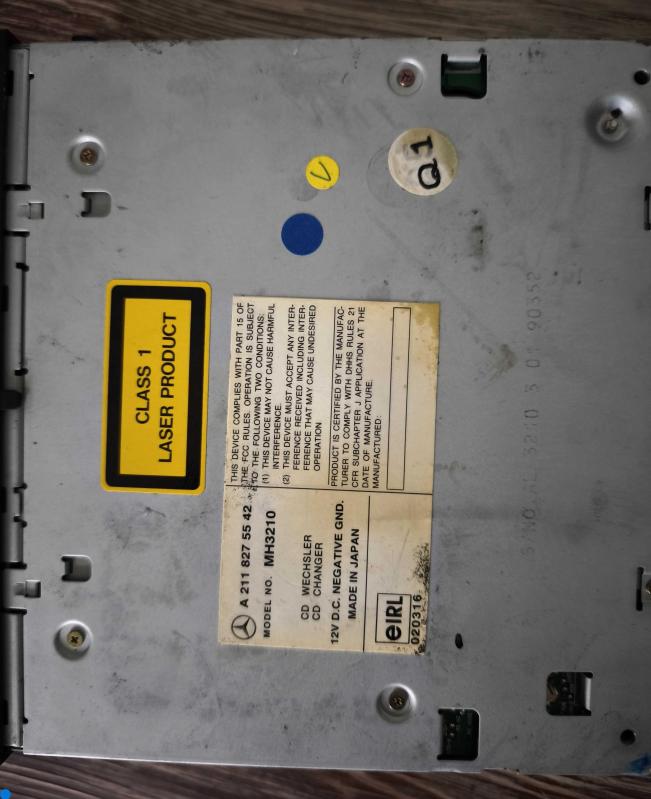 V
Q1
CLASS 1
LASER PRODUCT
A 211 827 55 42
MODEL NO. MH3210
CD WECHSLER
CD CHANGER
12V D.C. NEGATIVE GND.
MADE IN JAPAN
eIRL
020316
THIS DEVICE COMPLIES WITH PART 15 OF
THE FCC RULES. OPERATION IS SUBJECT
TO THE FOLLOWING TWO CONDITIONS:
(1) THIS DEVICE MAY NOT CAUSE HARMFUL
INTERFERENCE.
(2) THIS DEVICE MUST ACCEPT ANY INTER-
FERENCE RECEIVED INCLUDING INTER-
FERENCE THAT MAY CAUSE UNDESIRED
OPERATION
PRODUCT IS CERTIFIED BY THE MANUFAC-
TURER TO COMPLY WITH DHHS RULES 21
CFR SUBCHAPTER J APPLICATION AT THE
DATE OF MANUFACTURE.
MANUFACTURED: